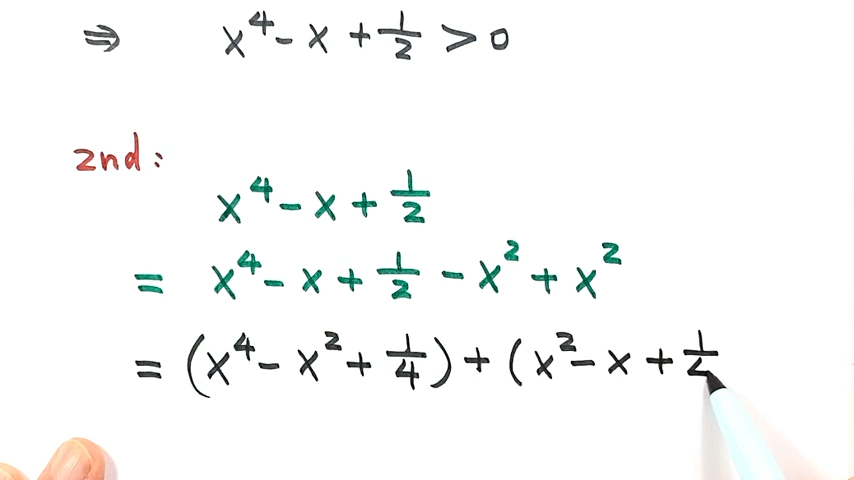 ⇒ x⁴ - x + 1/2 > 0
2nd:
x⁴ - x + 1/2
= x⁴ - x + 1/2 - x² + x²
= (x⁴ - x² + 1/4) + (x² - x + 1/4